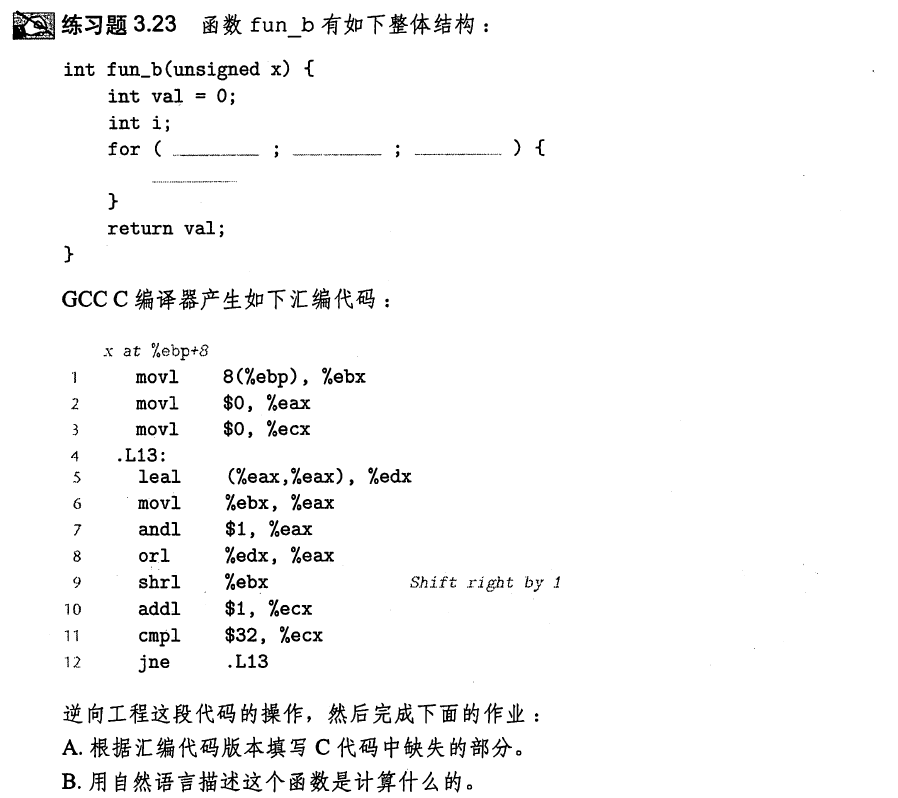 练习题 3.23 函数 fun_b 有如下整体结构：
int fun_b(unsigned x) {
int val = 0;
int i;
for ( ________ ; ________ ; ________ ) {
________
}
return val;
}
GCC C 编译器产生如下汇编代码：
x at %ebp+8
1 movl 8(%ebp), %ebx
2 movl $0, %eax
3 movl $0, %ecx
4 .L13:
5 leal (%eax,%eax), %edx
6 movl %ebx, %eax
7 andl $1, %eax
8 orl %edx, %eax
9 shrl %ebx Shift right by 1
10 addl $1, %ecx
11 cmpl $32, %ecx
12 jne .L13
逆向工程这段代码的操作，然后完成下面的作业：
A. 根据汇编代码版本填写 C 代码中缺失的部分。
B. 用自然语言描述这个函数是计算什么的。